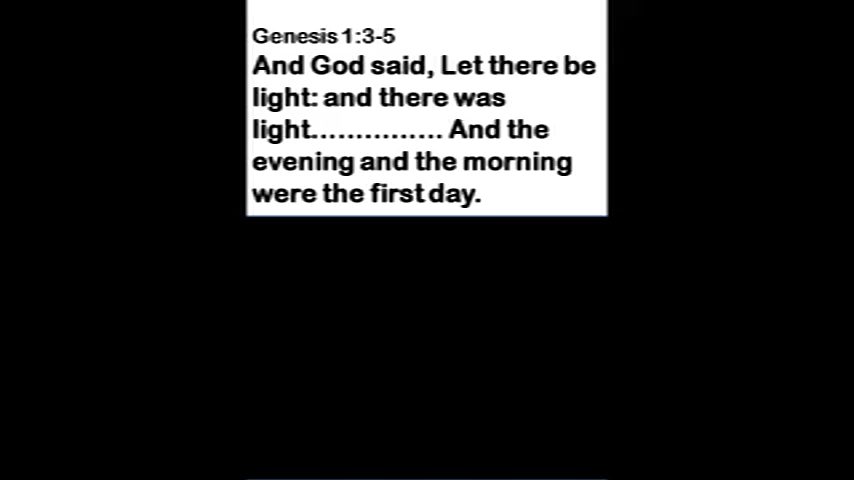 Genesis 1:3-5
And God said, Let there be
light: and there was
light............... And the
evening and the morning
were the first day.